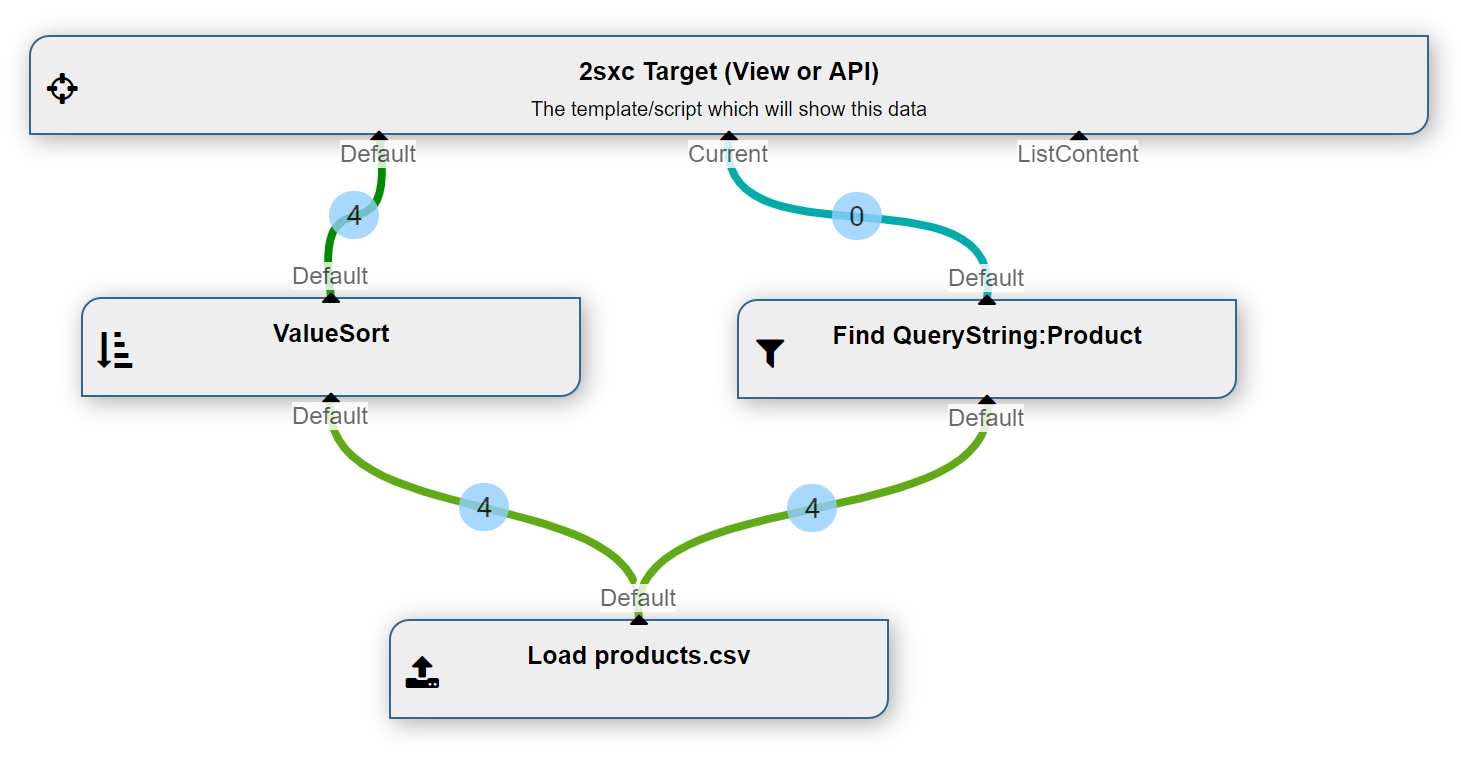 2sxc Target (View or API)
The template/script which will show this data
Default
Current
ListContent
4
0
Default
Default
ValueSort
Find QueryString:Product
Default
Default
4
4
Default
Load products.csv